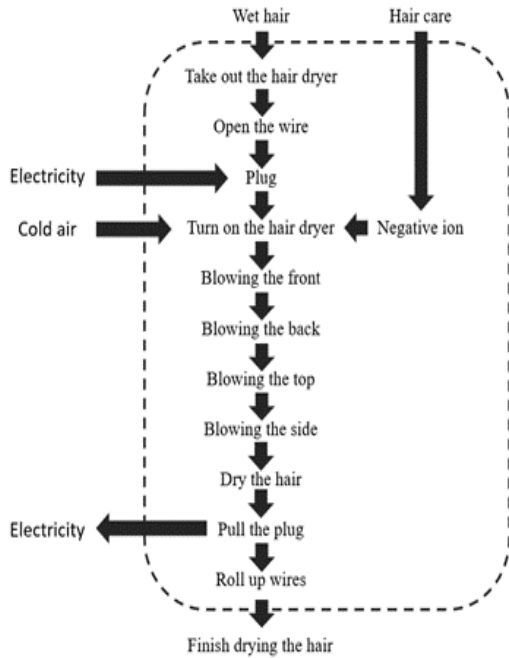 Wet hair
Hair care
Take out the hair dryer
Open the wire
Electricity
Plug
Cold air
Turn on the hair dryer
Negative ion
Blowing the front
Blowing the back
Blowing the top
Blowing the side
Dry the hair
Electricity
Pull the plug
Roll up wires
Finish drying the hair